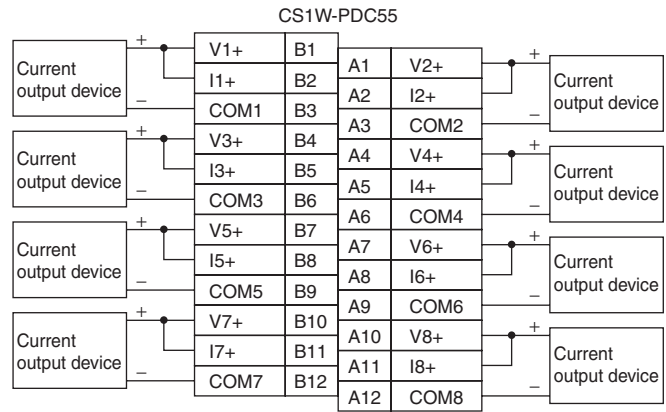 CS1W-PDC55
+
Current
output device
−
V1+ B1
I1+ B2
COM1 B3
A1 V2+
A2 I2+
A3 COM2
+
Current
output device
−
+
Current
output device
−
V3+ B4
I3+ B5
COM3 B6
A4 V4+
A5 I4+
A6 COM4
+
Current
output device
−
+
Current
output device
−
V5+ B7
I5+ B8
COM5 B9
A7 V6+
A8 I6+
A9 COM6
+
Current
output device
−
+
Current
output device
−
V7+ B10
I7+ B11
COM7 B12
A10 V8+
A11 I8+
A12 COM8
+
Current
output device
−